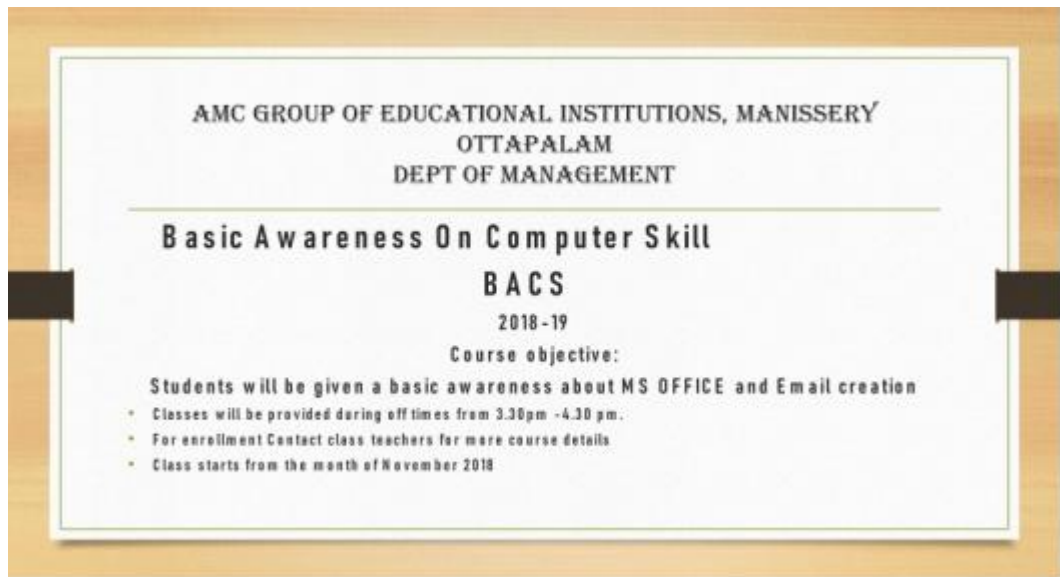 AMC GROUP OF EDUCATIONAL INSTITUTIONS, MANISSERY
OTTAPALAM
DEPT OF MANAGEMENT
Basic Awareness On Computer Skill
BACS
2018-19
Course objective:
Students will be given a basic awareness about MS OFFICE and Email creation
• Classes will be provided during off times from 3.30pm -4.30 pm.
• For enrollment Contact class teachers for more course details
• Class starts from the month of November 2018